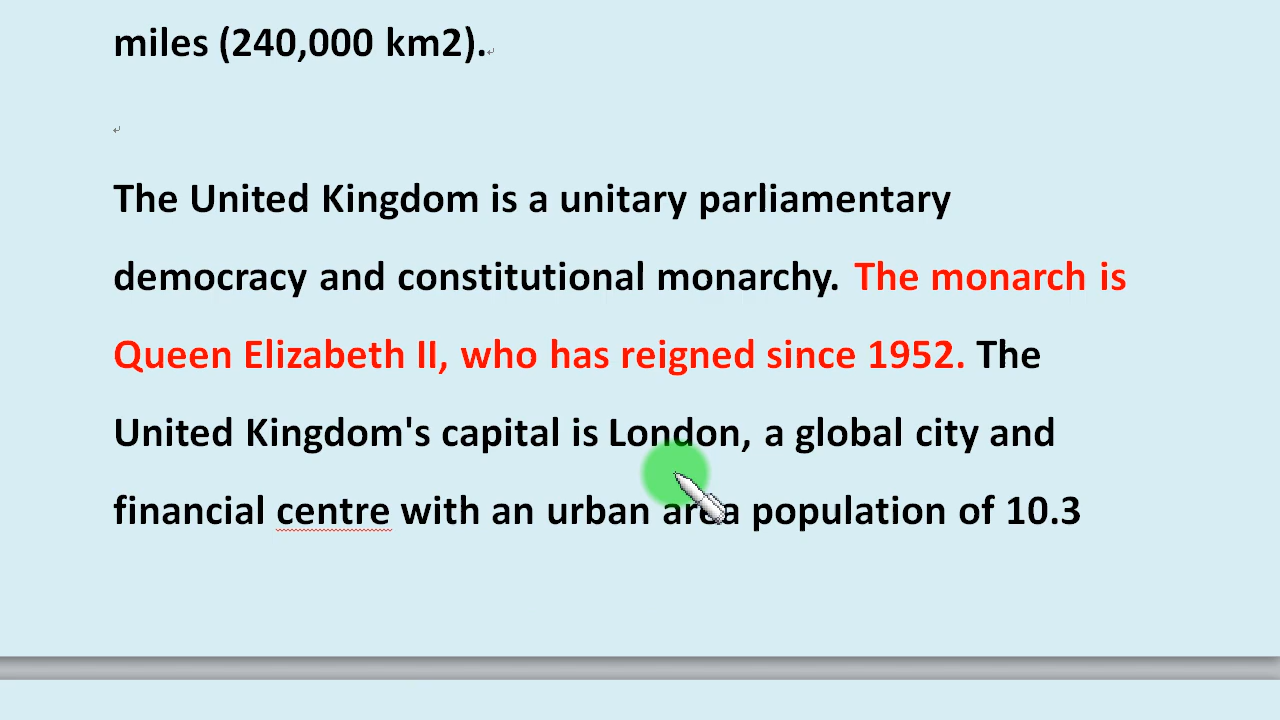 miles (240,000 km2).
The United Kingdom is a unitary parliamentary
democracy and constitutional monarchy. The monarch is
Queen Elizabeth II, who has reigned since 1952. The
United Kingdom's capital is London, a global city and
financial centre with an urban area population of 10.3